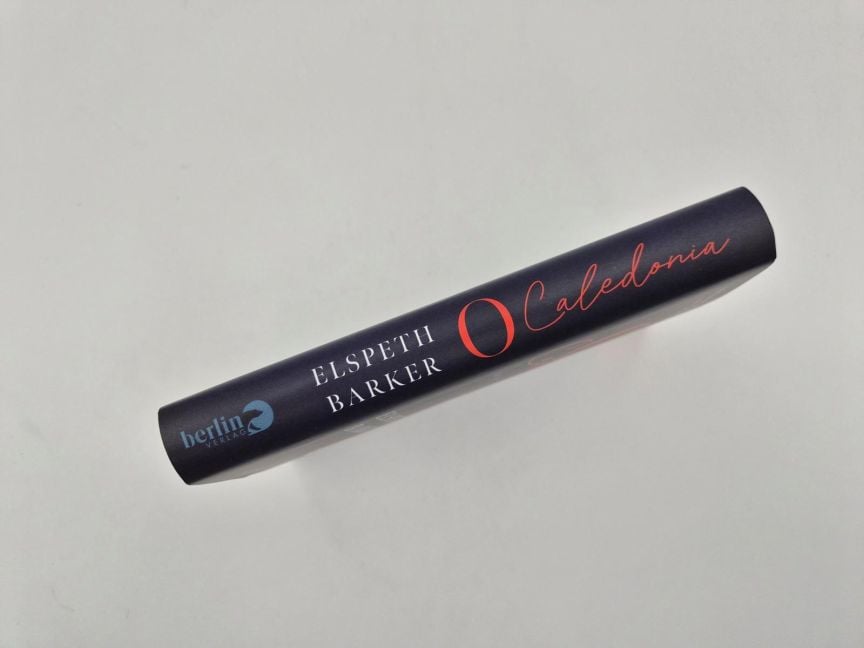 berlin
VERLAG
ELSPETH
BARKER
O Caledonia